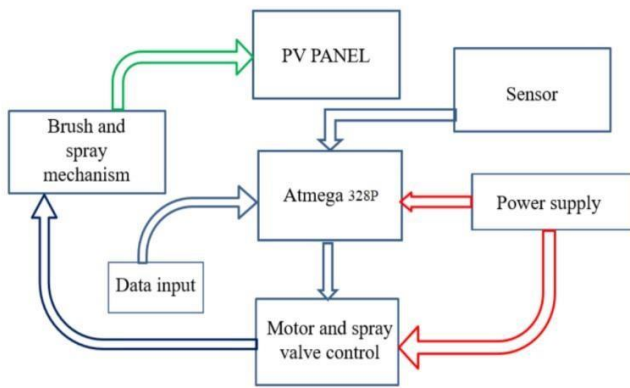 PV PANEL
Sensor
Brush and
spray
mechanism
Atmega 328P
Power supply
Data input
Motor and spray
valve control